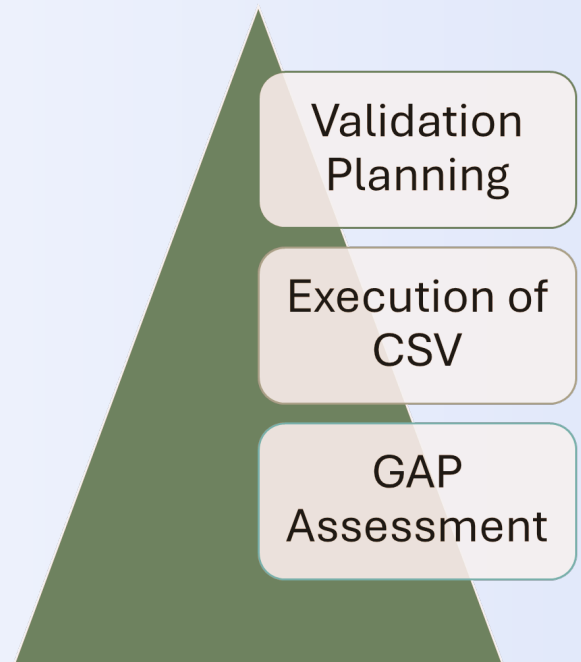 Validation
Planning
Execution of
CSV
GAP
Assessment